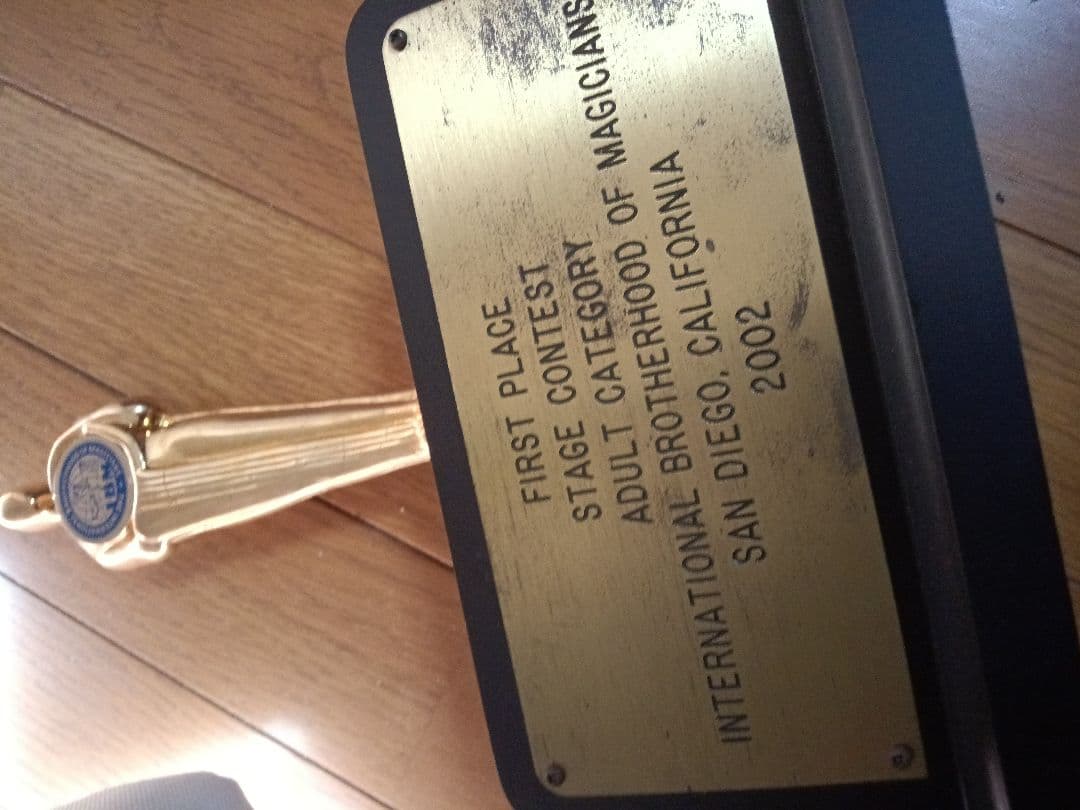 FIRST PLACE
STAGE CONTEST
ADULT CATEGORY
INTERNATIONAL BROTHERHOOD OF MAGICIANS
SAN DIEGO, CALIFORNIA
2002